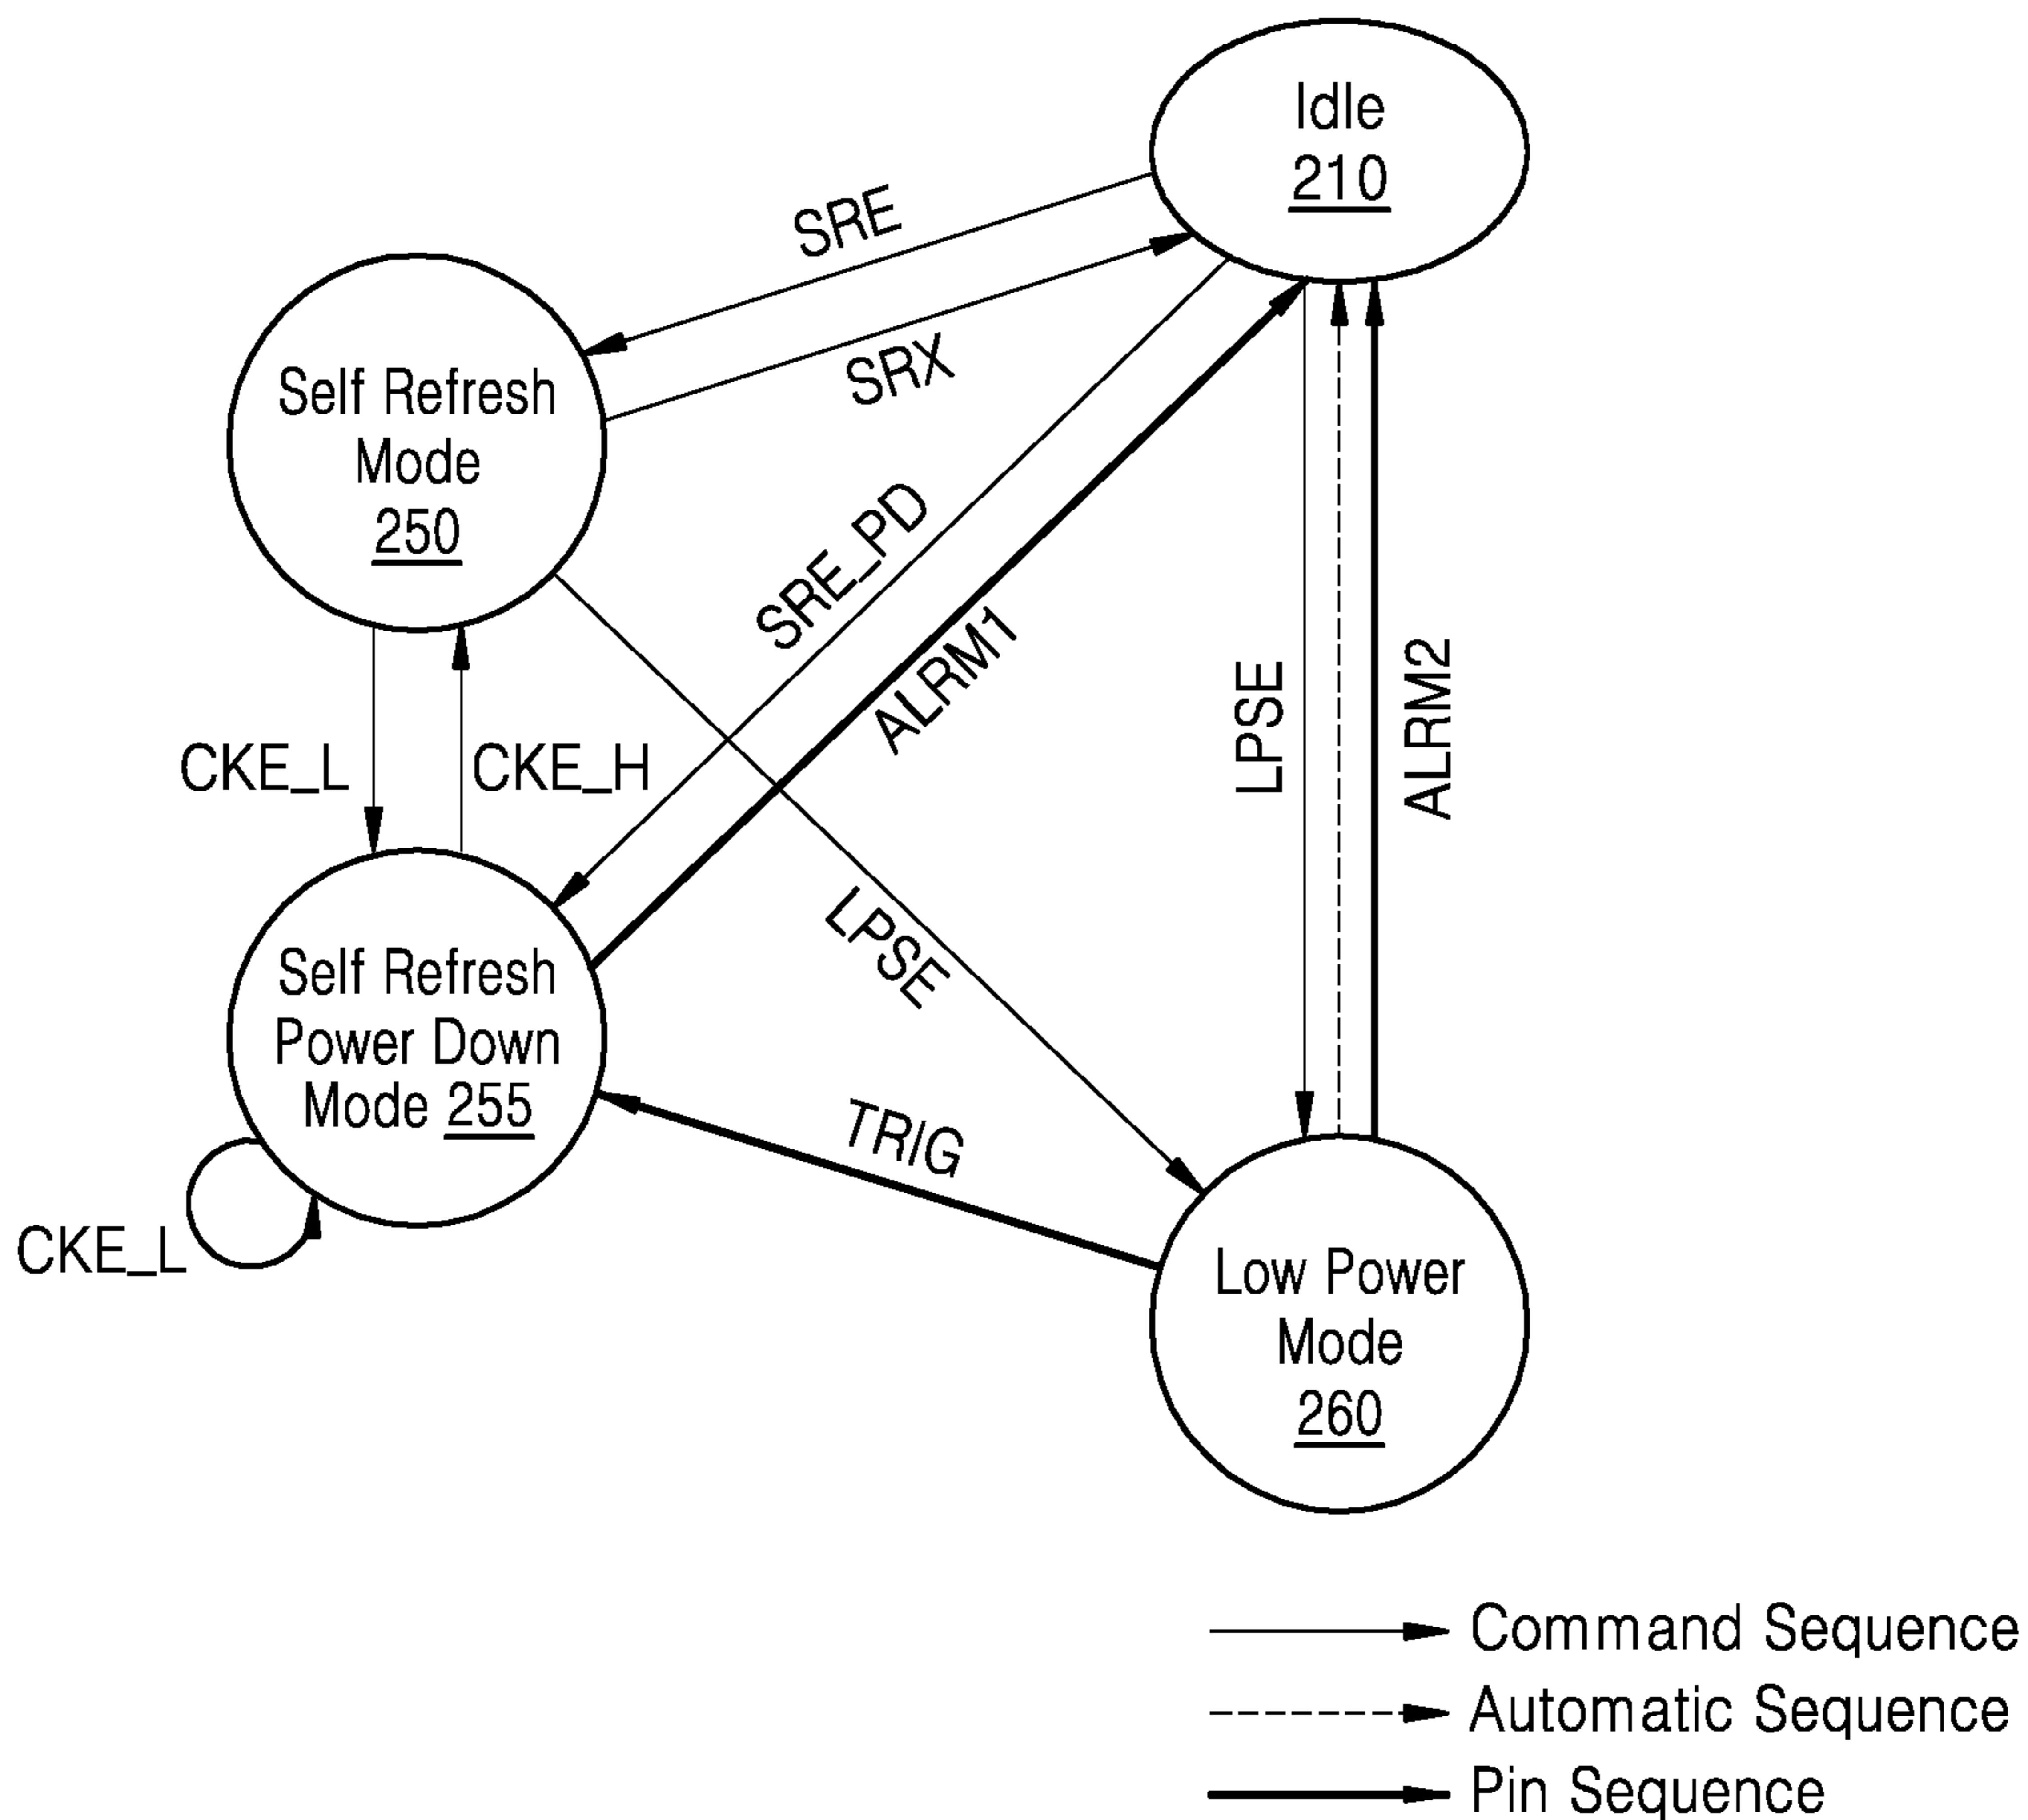 Idle
210
SRE
SRX
Self Refresh
Mode
250
SRE_PD
ALRM1
LPSE
ALRM2
CKE_L
CKE_H
LPSE
Self Refresh
Power Down
Mode 255
TRIG
CKE_L
Low Power
Mode
260
Command Sequence
Automatic Sequence
Pin Sequence